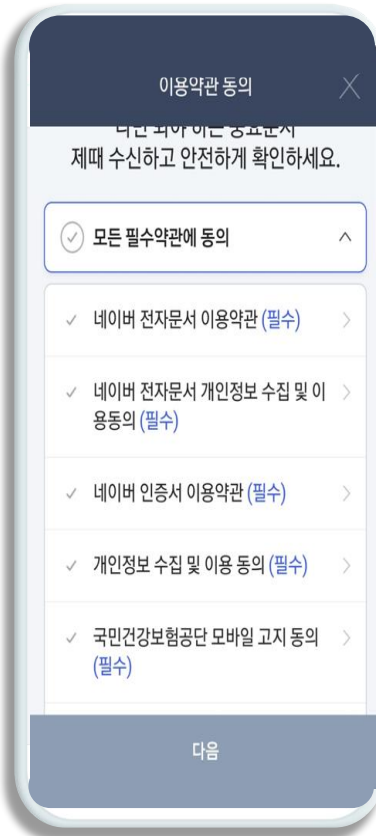 이용약관 동의
제때 수신하고 안전하게 확인하세요.
모든 필수약관에 동의
네이버 전자문서 이용약관 (필수)
네이버 전자문서 개인정보 수집 및 이
용동의 (필수)
네이버 인증서 이용약관 (필수)
개인정보 수집 및 이용 동의 (필수)
국민건강보험공단 모바일 고지 동의
(필수)
다음